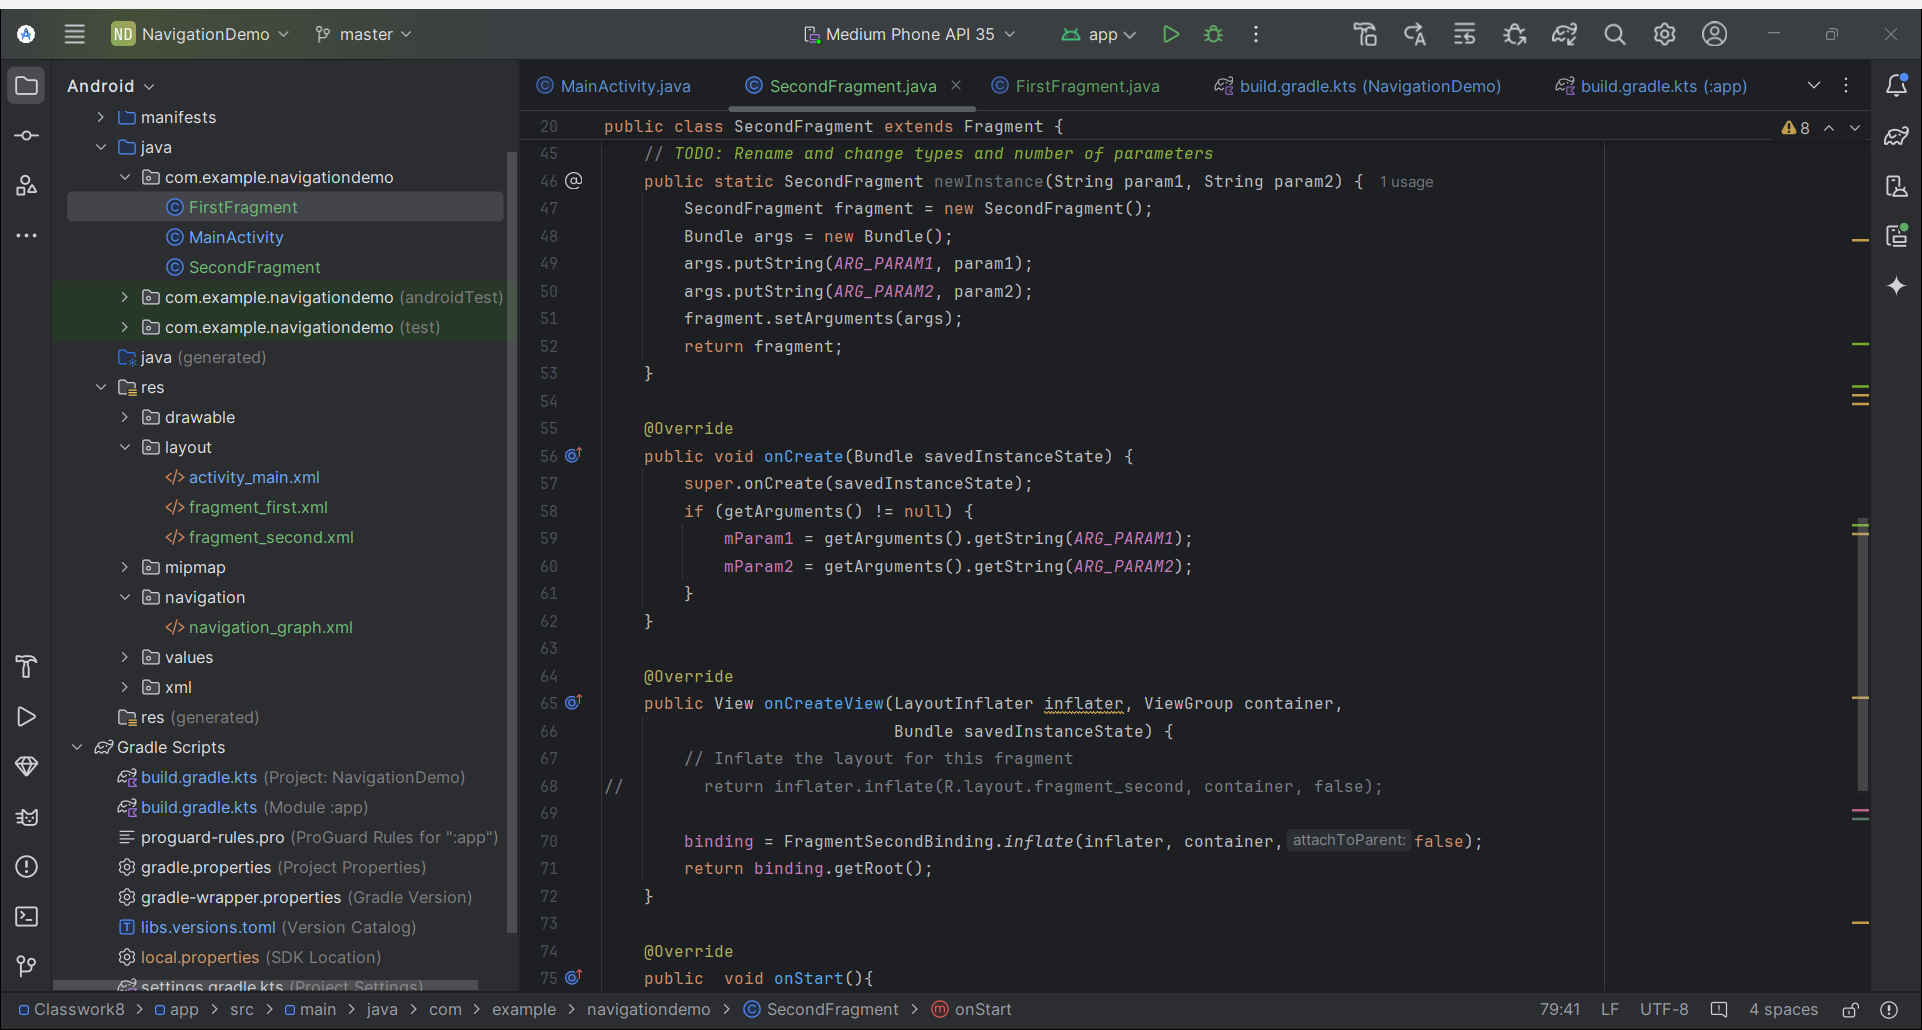 ND NavigationDemo master Medium Phone API 35 app
Android
manifests
java
com.example.navigationdemo
FirstFragment
MainActivity
SecondFragment
com.example.navigationdemo (androidTest)
com.example.navigationdemo (test)
java (generated)
res
drawable
layout
activity_main.xml
fragment_first.xml
fragment_second.xml
mipmap
navigation
navigation_graph.xml
values
xml
res (generated)
Gradle Scripts
build.gradle.kts (Project: NavigationDemo)
build.gradle.kts (Module :app)
proguard-rules.pro (ProGuard Rules for ":app")
gradle.properties (Project Properties)
gradle-wrapper.properties (Gradle Version)
libs.versions.toml (Version Catalog)
local.properties (SDK Location)
settings.gradle.kts (Project Settings)
MainActivity.java SecondFragment.java FirstFragment.java build.gradle.kts (NavigationDemo) build.gradle.kts (:app)
20 public class SecondFragment extends Fragment { 8
45 // TODO: Rename and change types and number of parameters
46 @ public static SecondFragment newInstance(String param1, String param2) { 1 usage
47 SecondFragment fragment = new SecondFragment();
48 Bundle args = new Bundle();
49 args.putString(ARG_PARAM1, param1);
50 args.putString(ARG_PARAM2, param2);
51 fragment.setArguments(args);
52 return fragment;
53 }
54
55 @Override
56 public void onCreate(Bundle savedInstanceState) {
57 super.onCreate(savedInstanceState);
58 if (getArguments() != null) {
59 mParam1 = getArguments().getString(ARG_PARAM1);
60 mParam2 = getArguments().getString(ARG_PARAM2);
61 }
62 }
63
64 @Override
65 public View onCreateView(LayoutInflater inflater, ViewGroup container,
66 Bundle savedInstanceState) {
67 // Inflate the layout for this fragment
68 // return inflater.inflate(R.layout.fragment_second, container, false);
69
70 binding = FragmentSecondBinding.inflate(inflater, container, attachToParent: false);
71 return binding.getRoot();
72 }
73
74 @Override
75 public void onStart(){
Classwork8 > app > src > main > java > com > example > navigationdemo > SecondFragment > onStart 79:41 LF UTF-8 4 spaces